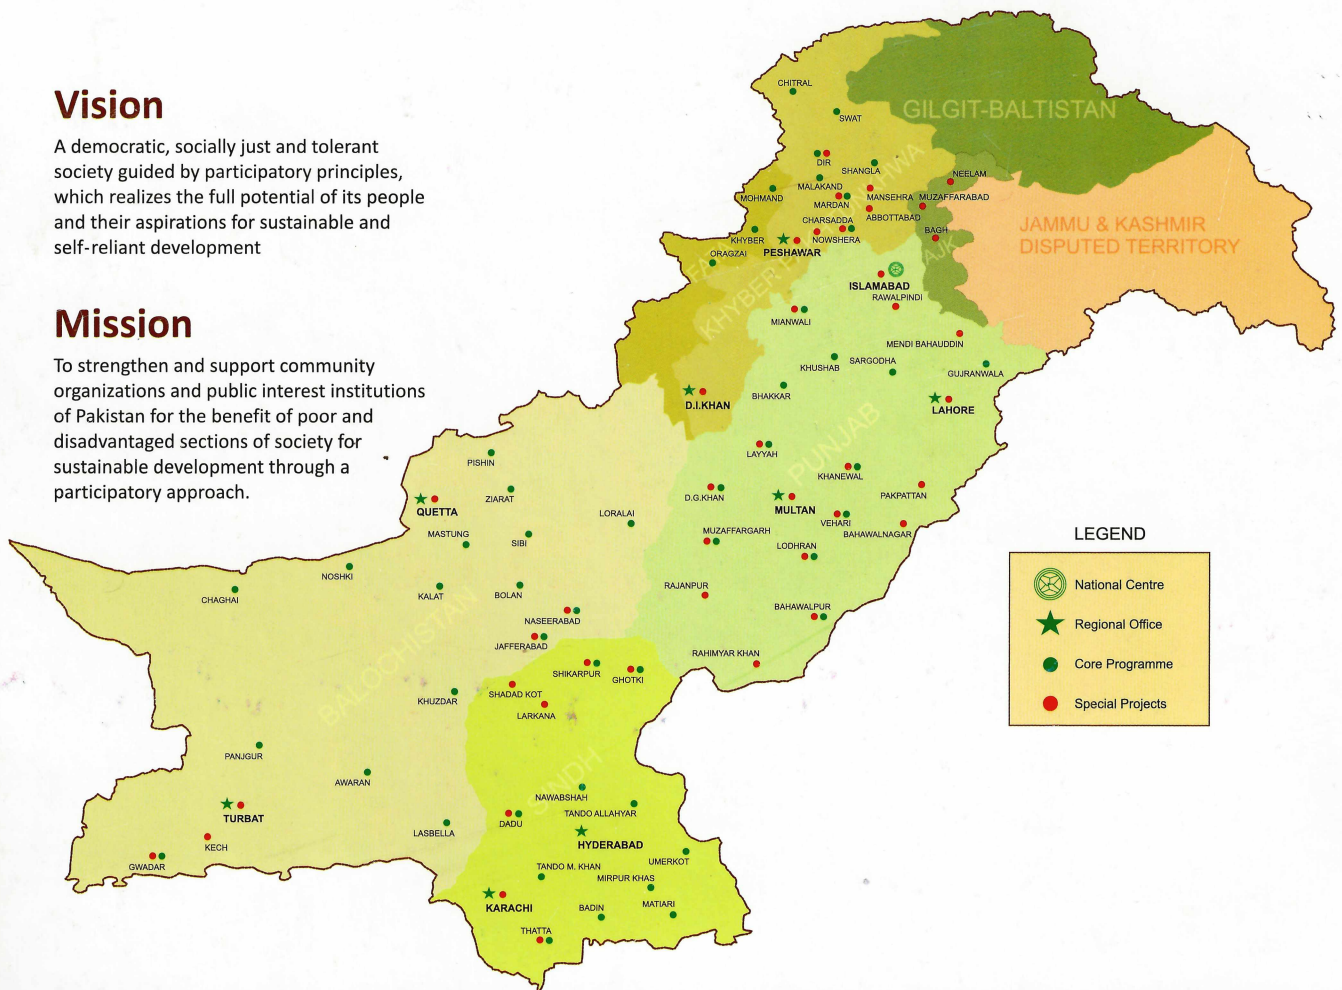 Vision
A democratic, socially just and tolerant
society guided by participatory principles,
which realizes the full potential of its people
and their aspirations for sustainable and
self-reliant development
Mission
To strengthen and support community
organizations and public interest institutions
of Pakistan for the benefit of poor and
disadvantaged sections of society for
sustainable development through a
participatory approach.
CHITRAL
SWAT
GILGIT-BALTISTAN
DIR
SHANGLA
NEELAM
MALAKAND
MOHMAND
MANSEHRA
MUZAFFARABAD
MARDAN
ABBOTTABAD
CHARSADDA
KHYBER
NOWSHERA
BAGH
JAMMU & KASHMIR
DISPUTED TERRITORY
ORAGZAI
PESHAWAR
FATA
KHYBER PAKHTUNKHWA
AJK
ISLAMABAD
RAWALPINDI
MIANWALI
MENDI BAHAUDDIN
KHUSHAB
SARGODHA
GUJRANWALA
BHAKKAR
D.I.KHAN
LAHORE
PUNJAB
LAYYAH
PISHIN
KHANEWAL
ZIARAT
D.G.KHAN
PAKPATTAN
QUETTA
MULTAN
LORALAI
VEHARI
MASTUNG
SIBI
MUZAFFARGARH
BAHAWALNAGAR
LODHRAN
NOSHKI
CHAGHAI
KALAT
BOLAN
RAJANPUR
NASEERABAD
BAHAWALPUR
JAFFERABAD
BALOCHISTAN
RAHIMYAR KHAN
SHIKARPUR
GHOTKI
KHUZDAR
SHADAD KOT
LARKANA
PANJGUR
AWARAN
SINDH
NAWABSHAH
TANDO ALLAHYAR
TURBAT
LASBELLA
DADU
HYDERABAD
KECH
GWADAR
UMERKOT
TANDO M. KHAN
MIRPUR KHAS
KARACHI
BADIN
MATIARI
THATTA
LEGEND
National Centre
Regional Office
Core Programme
Special Projects